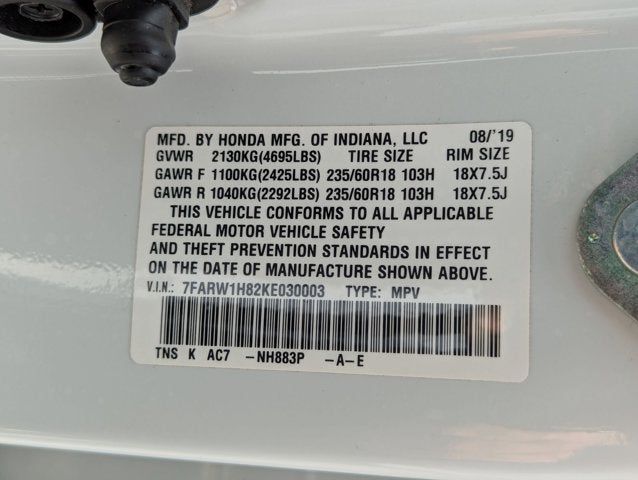 MFD. BY HONDA MFG. OF INDIANA, LLC 08/'19
GVWR 2130KG(4695LBS) TIRE SIZE RIM SIZE
GAWR F 1100KG(2425LBS) 235/60R18 103H 18X7.5J
GAWR R 1040KG(2292LBS) 235/60R18 103H 18X7.5J
THIS VEHICLE CONFORMS TO ALL APPLICABLE
FEDERAL MOTOR VEHICLE SAFETY
AND THEFT PREVENTION STANDARDS IN EFFECT
ON THE DATE OF MANUFACTURE SHOWN ABOVE.
V.I.N.: 7FARW1H82KE030003 TYPE: MPV
TNS K AC7 -NH883P -A-E